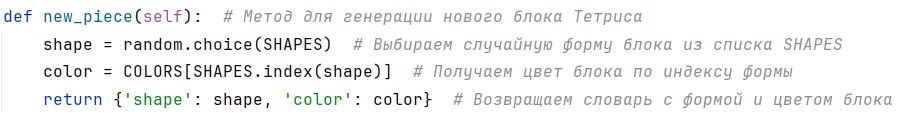 def new_piece(self):  # Метод для генерации нового блока Тетриса
    shape = random.choice(SHAPES)  # Выбираем случайную форму блока из списка SHAPES
    color = COLORS[SHAPES.index(shape)]  # Получаем цвет блока по индексу формы
    return {'shape': shape, 'color': color}  # Возвращаем словарь с формой и цветом блока